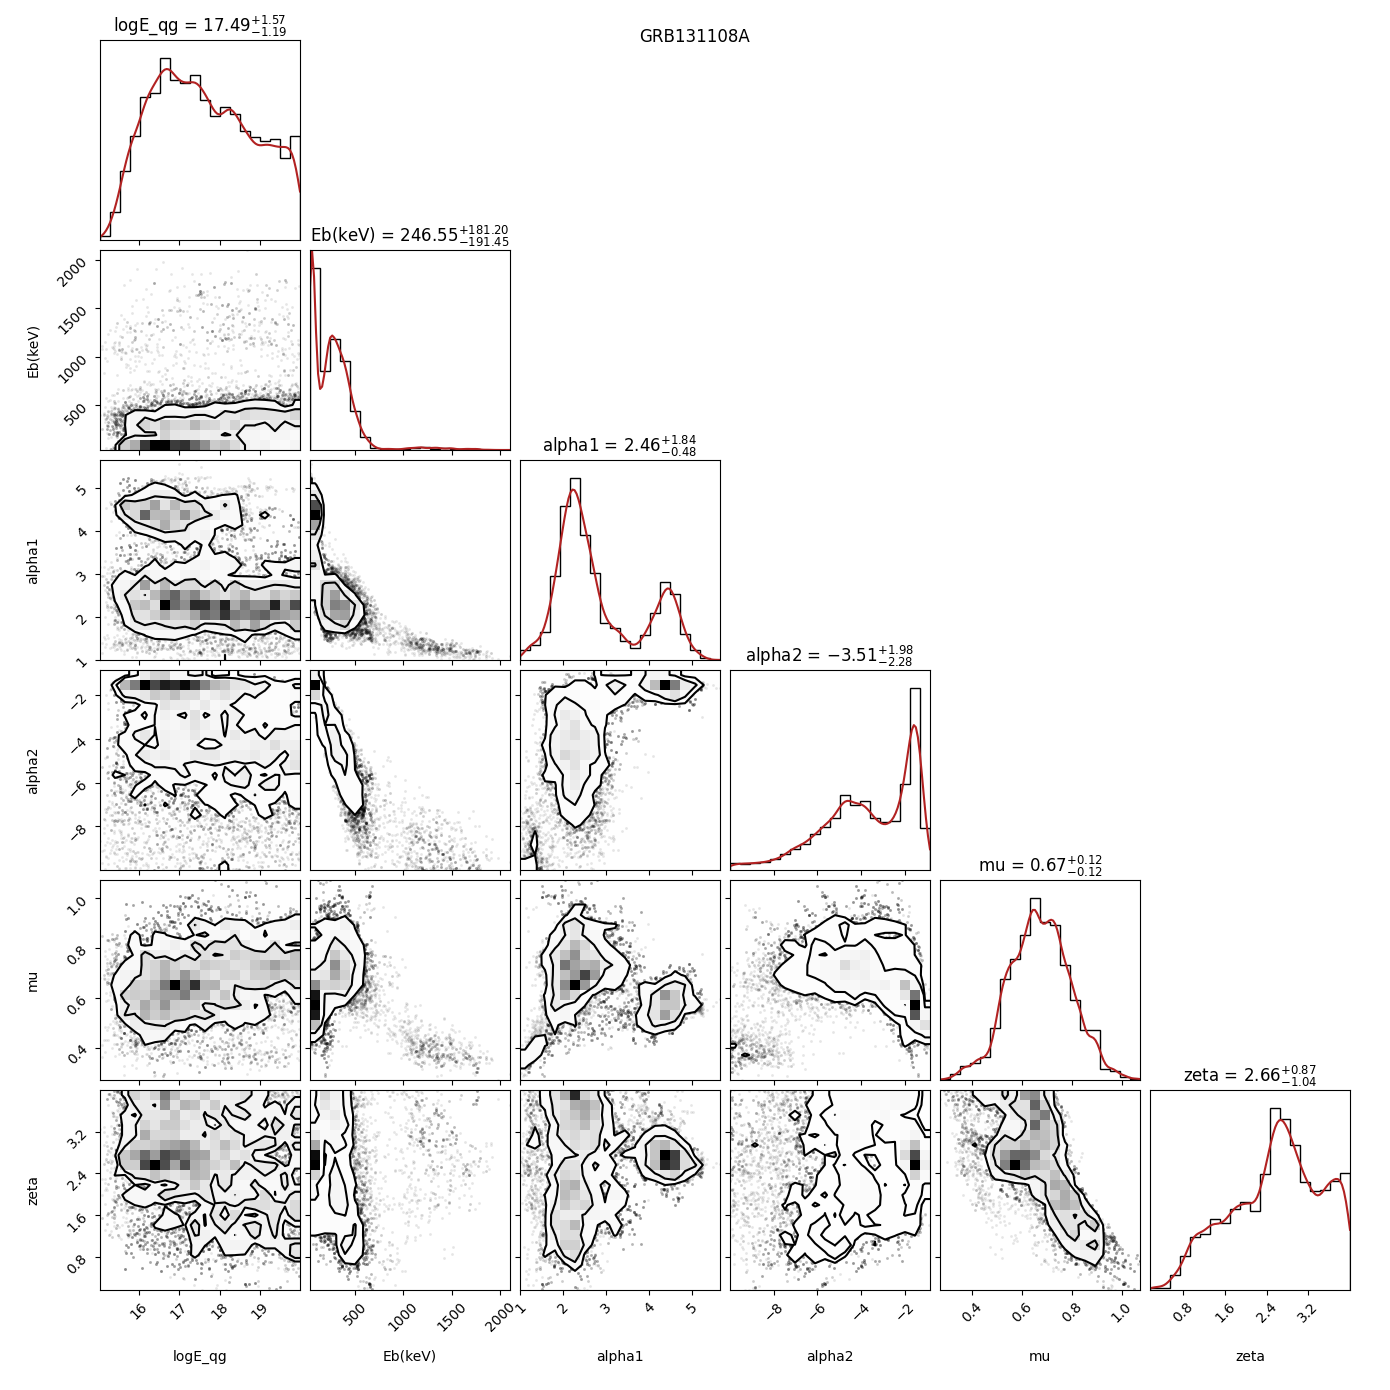 logE_qg = 17.49+1.57−1.19
GRB131108A
Eb(keV) = 246.55+181.20−191.45
2000
1500
1000
500
Eb(keV)
alpha1 = 2.46+1.84−0.48
5
4
3
2
1
alpha1
alpha2 = −3.51+1.98−2.28
−2
−4
−6
−8
alpha2
mu = 0.67+0.12−0.12
1.0
0.8
0.6
0.4
mu
zeta = 2.66+0.87−1.04
3.2
2.4
1.6
0.8
zeta
16 17 18 19
500 1000 1500 2000
1 2 3 4 5
−8 −6 −4 −2
0.4 0.6 0.8 1.0
0.8 1.6 2.4 3.2
logE_qg Eb(keV) alpha1 alpha2 mu zeta